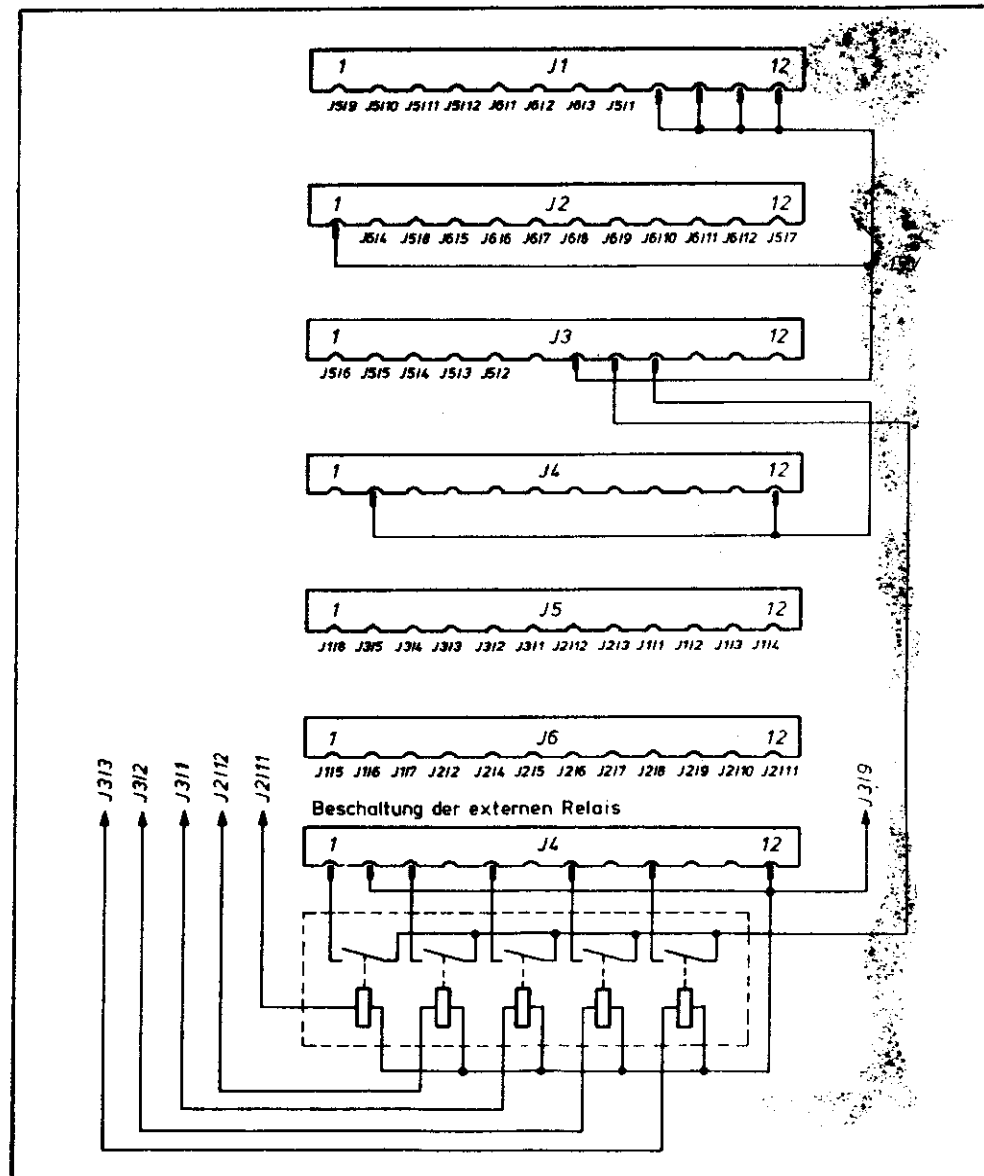 1 J1 12
J5/9 J5/10 J5/11 J5/12 J6/1 J6/2 J6/3 J5/1
1 J2 12
J6/4 J5/8 J6/5 J6/6 J6/7 J6/8 J6/9 J6/10 J6/11 J6/12 J5/7
1 J3 12
J5/6 J5/5 J5/4 J5/3 J5/2
1 J4 12
1 J5 12
J1/8 J3/5 J3/4 J3/3 J3/2 J3/1 J2/12 J2/3 J1/1 J1/2 J1/3 J1/4
1 J6 12
J1/5 J1/6 J1/7 J2/2 J2/4 J2/5 J2/6 J2/7 J2/8 J2/9 J2/10 J2/11
J3/3 J3/2 J3/1 J2/12 J2/11
J3/9
Beschaltung der externen Relais
1 J4 12